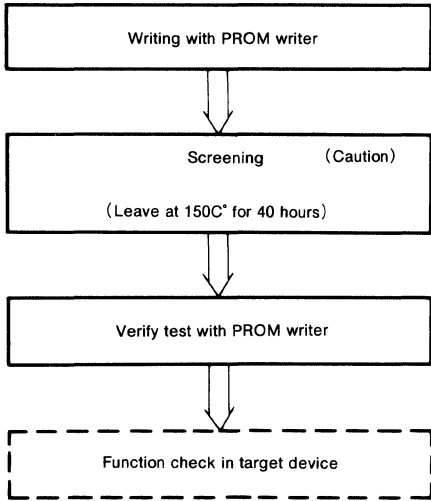 Writing with PROM writer
Screening (Caution)
(Leave at 150C° for 40 hours)
Verify test with PROM writer
Function check in target device